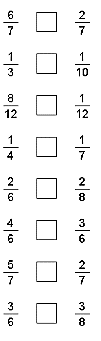 6/7 □ 2/7
1/3 □ 1/10
8/12 □ 1/12
1/4 □ 1/7
2/6 □ 2/8
4/6 □ 3/6
5/7 □ 2/7
3/6 □ 3/8